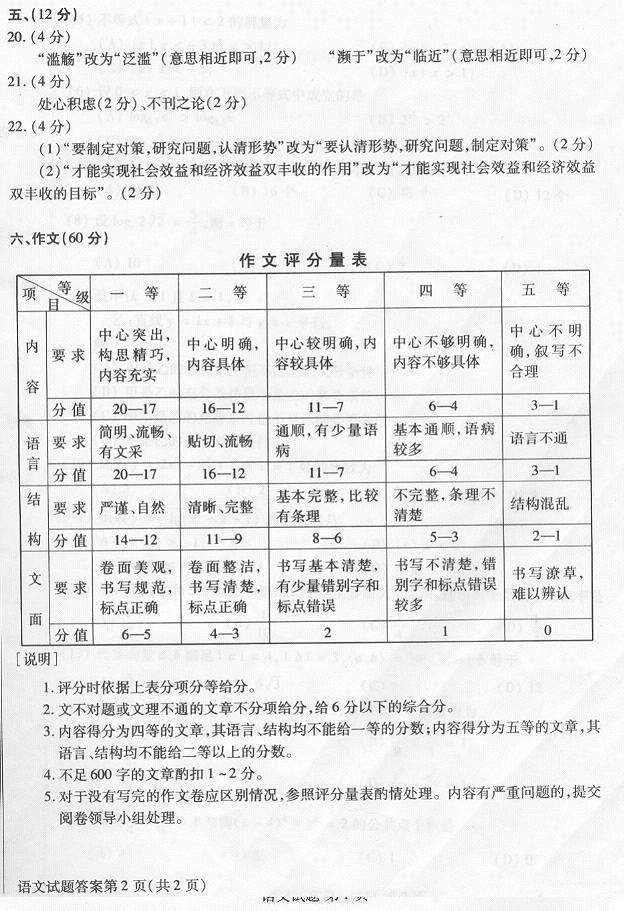 五、(12分)
20.(4分)
“滥觞”改为“泛滥”(意思相近即可,2分) “濒于”改为“临近”(意思相近即可,2分)
21.(4分)
处心积虑(2分)、不刊之论(2分)
22.(4分)
(1)“要制定对策,研究问题,认清形势”改为“要认清形势,研究问题,制定对策”。(2分)
(2)“才能实现社会效益和经济效益双丰收的作用”改为“才能实现社会效益和经济效益
双丰收的目标”。(2分)
六、作文(60分)
作文评分量表
项目 等级 一等 二等 三等 四等 五等
内容 要求 中心突出,构思精巧,内容充实 中心明确,内容具体 中心较明确,内容较具体 中心不够明确,内容不够具体 中心不明确,叙写不合理
分值 20—17 16—12 11—7 6—4 3—1
语言 要求 简明、流畅、有文采 贴切、流畅 通顺,有少量语病 基本通顺,语病较多 语言不通
分值 20—17 16—12 11—7 6—4 3—1
结构 要求 严谨、自然 清晰、完整 基本完整,比较有条理 不完整,条理不清楚 结构混乱
分值 14—12 11—9 8—6 5—3 2—1
文面 要求 卷面美观,书写规范,标点正确 卷面整洁,书写清楚,标点正确 书写基本清楚,有少量错别字和标点错误 书写不清楚,错别字和标点错误较多 书写潦草,难以辨认
分值 6—5 4—3 2 1 0
[说明]
1.评分时依据上表分项分等给分。
2.文不对题或文理不通的文章不分项给分,给6分以下的综合分。
3.内容得分为四等的文章,其语言、结构均不能给一等的分数;内容得分为五等的文章,其
语言、结构均不能给二等以上的分数。
4.不足600字的文章酌扣1~2分。
5.对于没有写完的作文卷应区别情况,参照评分量表酌情处理。内容有严重问题的,提交
阅卷领导小组处理。
语文试题答案第2页(共2页)